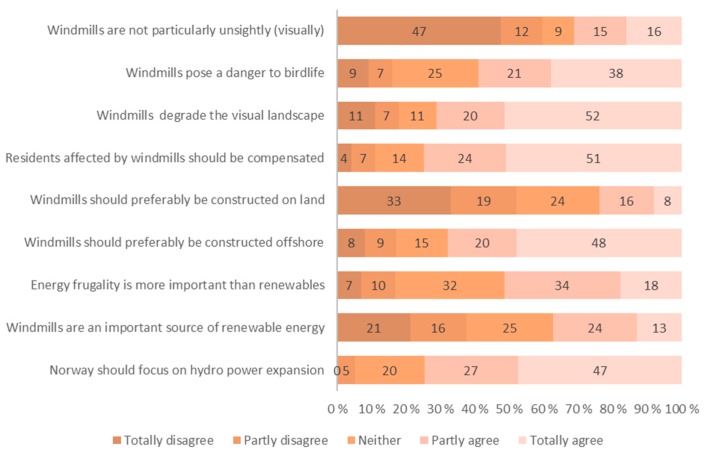 Windmills are not particularly unsightly (visually) 47 12 9 15 16
Windmills pose a danger to birdlife 9 7 25 21 38
Windmills degrade the visual landscape 11 7 11 20 52
Residents affected by windmills should be compensated 4 7 14 24 51
Windmills should preferably be constructed on land 33 19 24 16 8
Windmills should preferably be constructed offshore 8 9 15 20 48
Energy frugality is more important than renewables 7 10 32 34 18
Windmills are an important source of renewable energy 21 16 25 24 13
Norway should focus on hydro power expansion 0 5 20 27 47
0 % 10 % 20 % 30 % 40 % 50 % 60 % 70 % 80 % 90 % 100 %
Totally disagree Partly disagree Neither Partly agree Totally agree